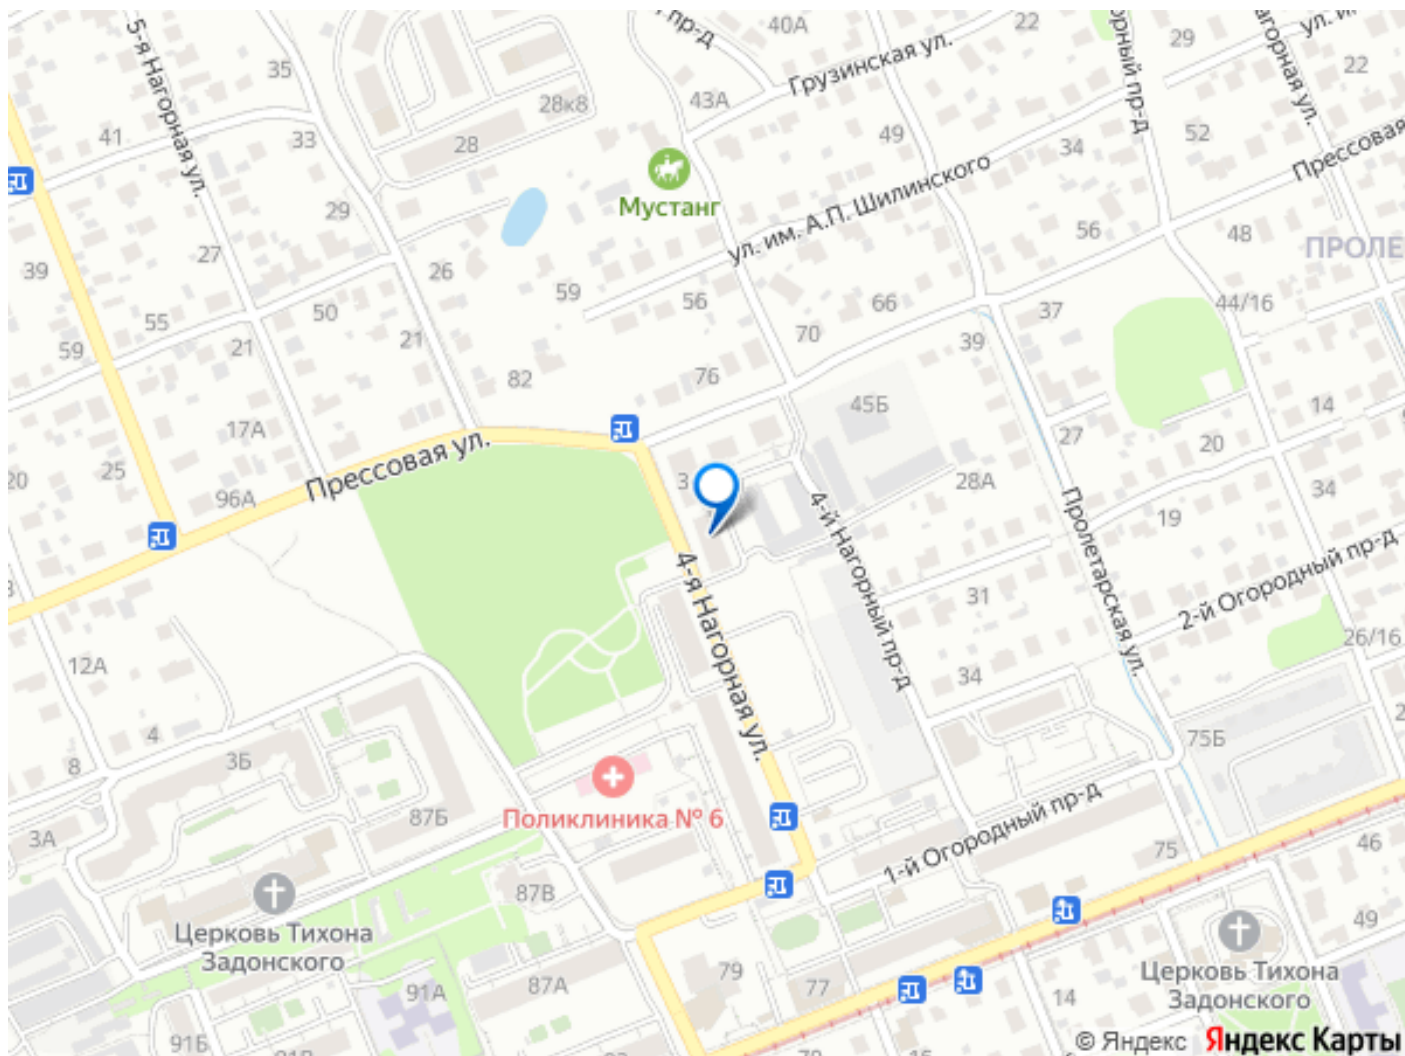 5-я Нагорная ул.
35
пр-д
40А
Грузинская ул.
22
29
22
28к8
43А
41
33
28
49
34
52
Прессовая
Мустанг
ул. им. А.П. Шилинского
29
27
26
39
59
56
66
56
48
ПРОЛЕ
44/16
55
50
21
21
59
70
37
39
82
76
45Б
14
17А
25
20
Прессовая ул.
96А
3
28А
27
20
34
19
4-я Нагорная ул.
4-й Нагорный пр-д
Пролетарская ул.
2-й Огородный пр-д
31
26/16
12А
34
4
3Б
8
75Б
87Б
Поликлиника № 6
3А
1-й Огородный пр-д
75
46
87В
Церковь Тихона
Задонского
49
79
77
87А
91А
14
Церковь Тихона
Задонского
91Б
© Яндекс Яндекс Карты